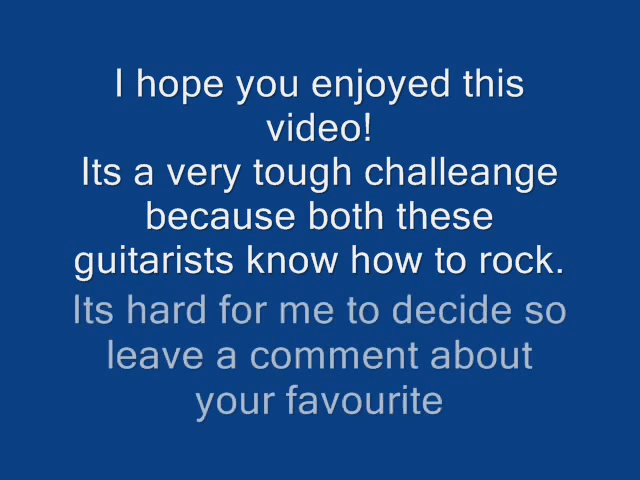 I hope you enjoyed this
video!
Its a very tough challeange
because both these
guitarists know how to rock.
Its hard for me to decide so
leave a comment about
your favourite